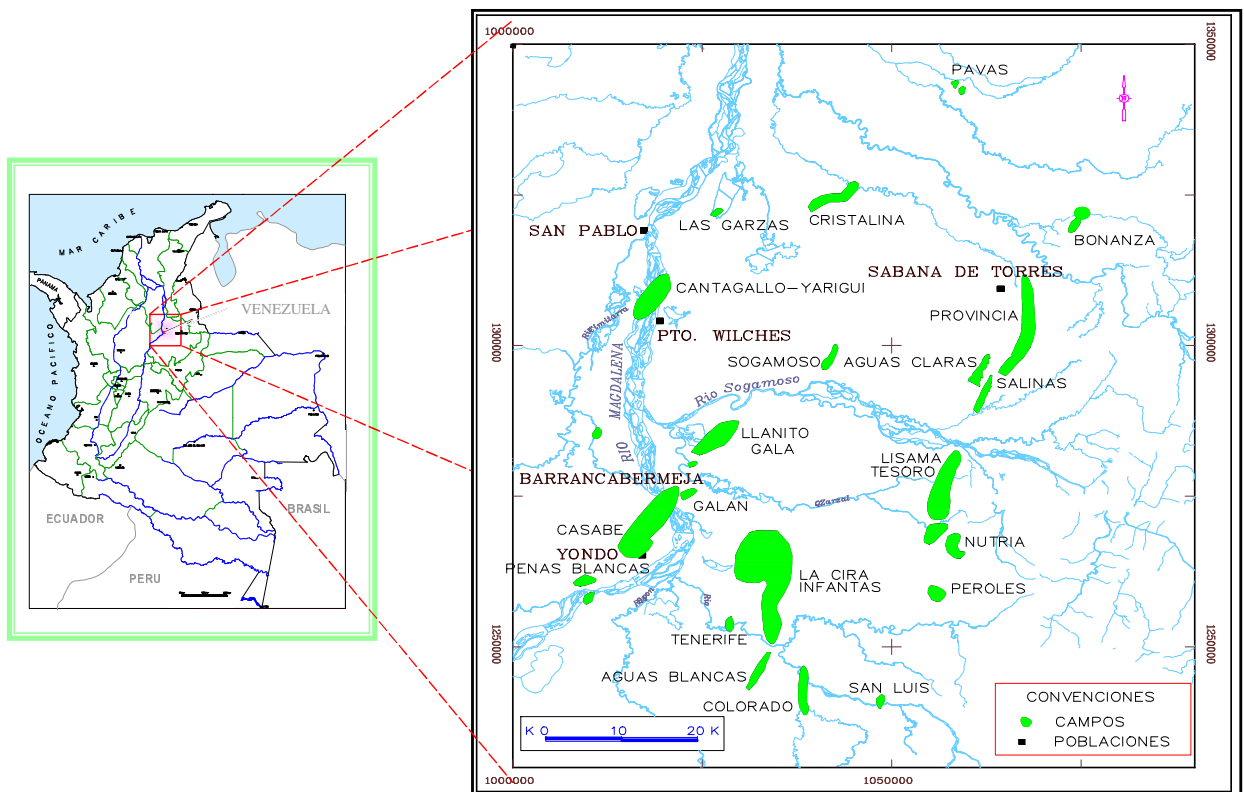 MAR CARIBE
PANAMA
VENEZUELA
OCEANO PACIFICO
ECUADOR
BRASIL
PERU
1000000
1350000
PAVAS
LAS GARZAS
CRISTALINA
SAN PABLO
BONANZA
SABANA DE TORRES
CANTAGALLO-YARIGUI
PROVINCIA
PTO. WILCHES
1300000
SOGAMOSO
AGUAS CLARAS
SALINAS
RIO MAGDALENA
Rio Sogamoso
LLANITO
GALA
LISAMA
TESORO
BARRANCABERMEJA
GALAN
CASABE
NUTRIA
YONDO
PENAS BLANCAS
LA CIRA
INFANTAS
PEROLES
Rio
TENERIFE
1250000
1250000
AGUAS BLANCAS
COLORADO
SAN LUIS
CONVENCIONES
CAMPOS
POBLACIONES
K 0 10 20 K
1000000
1050000